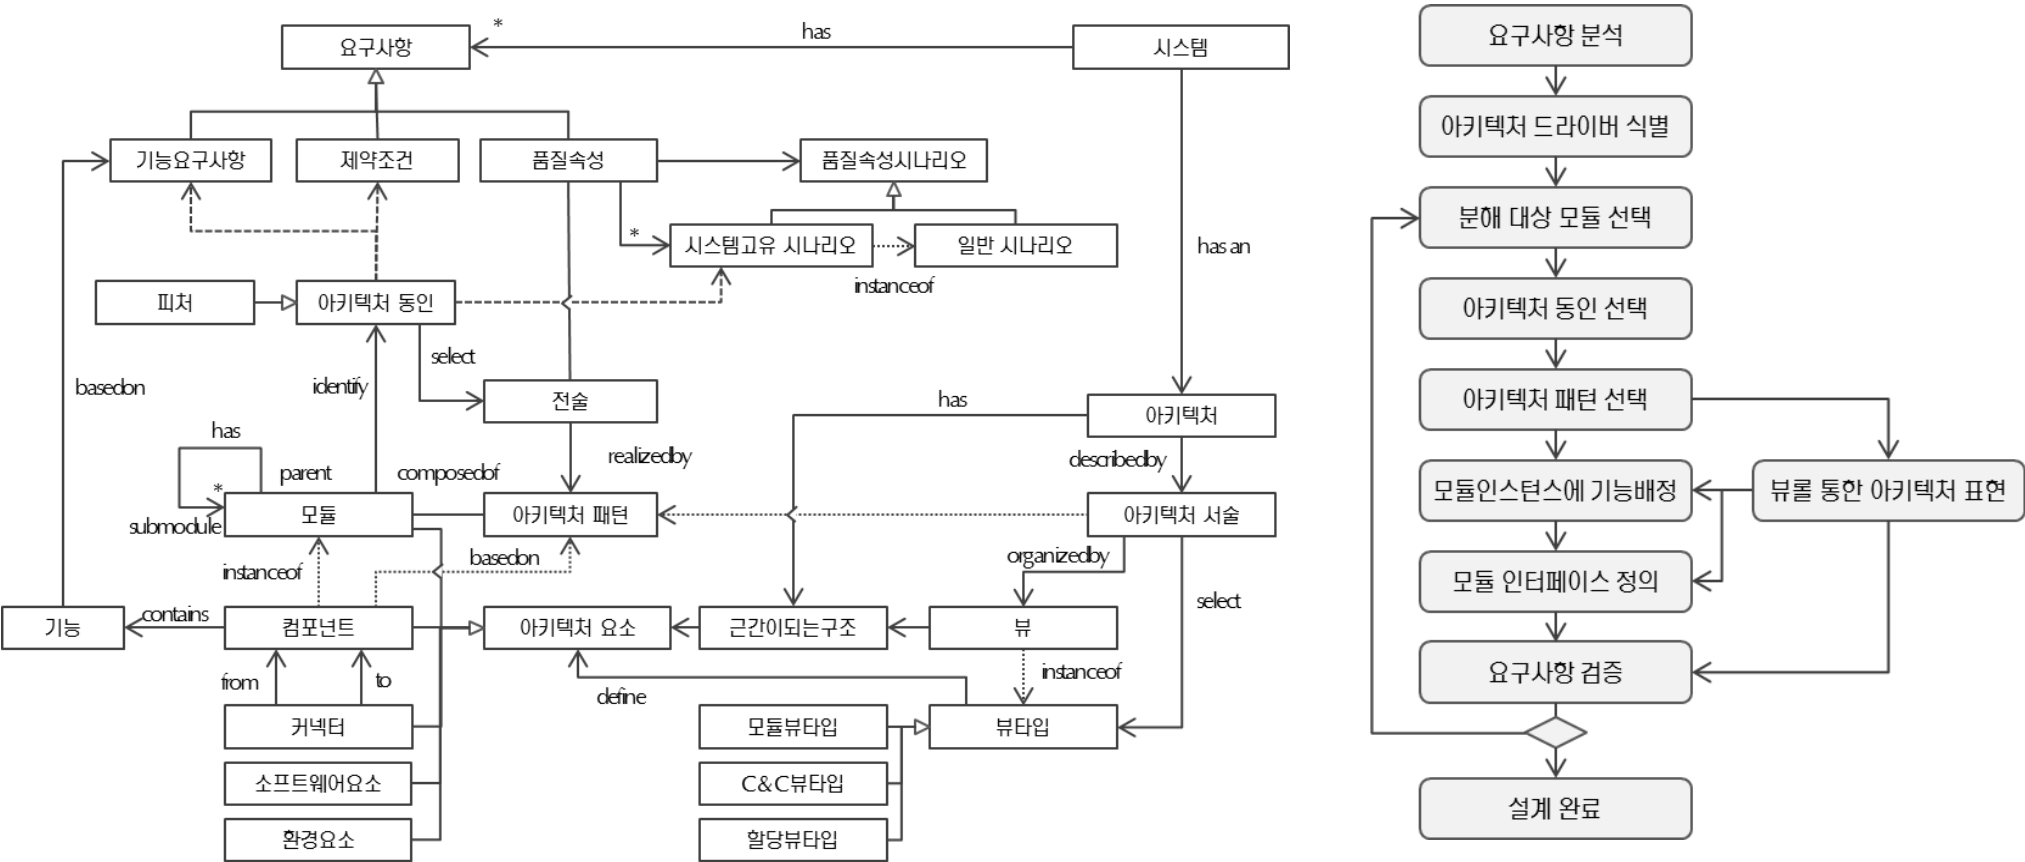 *
has
요구사항
시스템
기능요구사항
제약조건
품질속성
품질속성시나리오
*
시스템고유 시나리오
일반 시나리오
has an
instanceof
피처
아키텍처 동인
select
basedon
identify
전술
has
아키텍처
has
parent
composedof
realizedby
describedby
*
submodule
모듈
아키텍처 패턴
아키텍처 서술
instanceof
basedon
organizedby
select
기능
contains
컴포넌트
아키텍처 요소
근간이되는구조
뷰
from
to
define
instanceof
커넥터
모듈뷰타입
뷰타입
소프트웨어요소
C&C뷰타입
환경요소
할당뷰타입
요구사항 분석
아키텍처 드라이버 식별
분해 대상 모듈 선택
아키텍처 동인 선택
아키텍처 패턴 선택
모듈인스턴스에 기능배정
뷰롤 통한 아키텍처 표현
모듈 인터페이스 정의
요구사항 검증
설계 완료